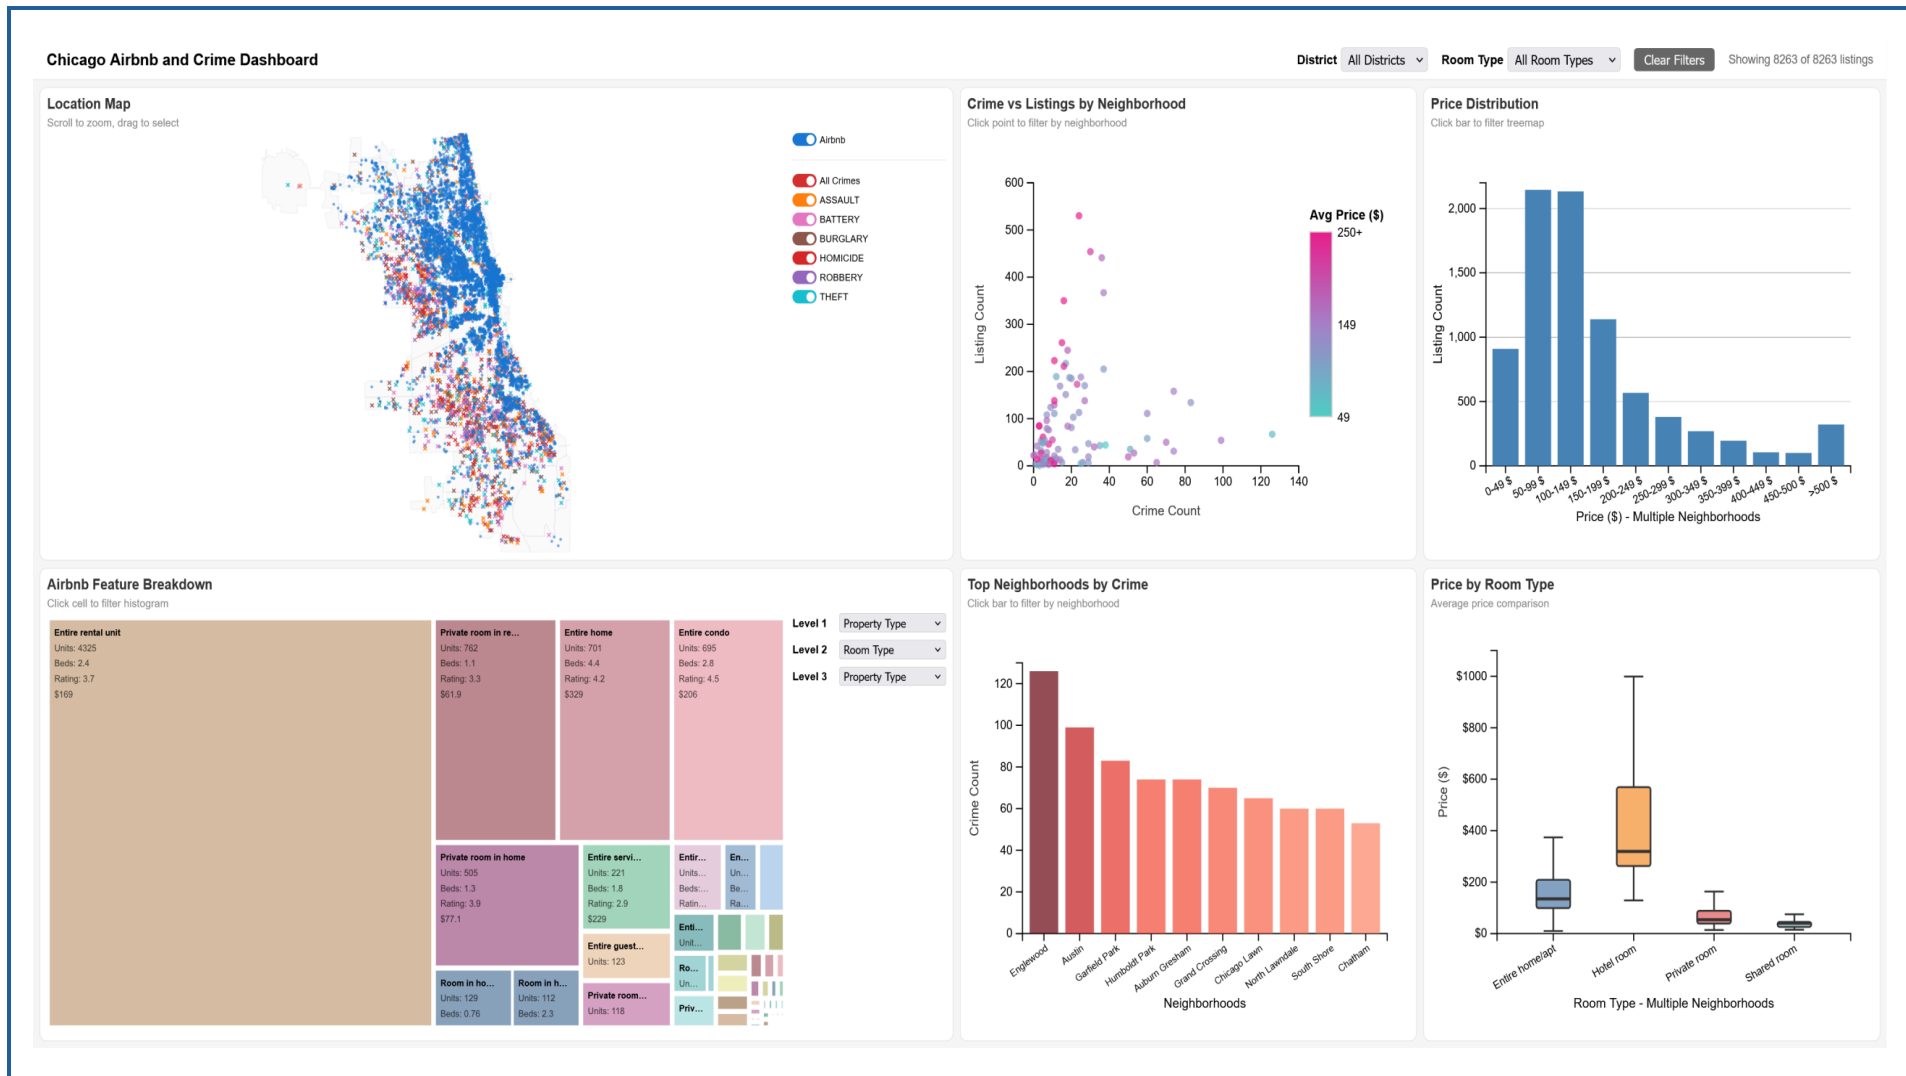 Chicago Airbnb and Crime Dashboard
District All Districts Room Type All Room Types Clear Filters Showing 8263 of 8263 listings
Location Map
Scroll to zoom, drag to select
Airbnb
All Crimes
ASSAULT
BATTERY
BURGLARY
HOMICIDE
ROBBERY
THEFT
Crime vs Listings by Neighborhood
Click point to filter by neighborhood
600
500
400
300
200
100
0
Listing Count
0 20 40 60 80 100 120 140
Crime Count
Avg Price ($)
250+
149
49
Price Distribution
Click bar to filter treemap
2,000
1,500
1,000
500
0
Listing Count
0-49 $ 50-99 $ 100-149 $ 150-199 $ 200-249 $ 250-299 $ 300-349 $ 350-399 $ 400-449 $ 450-500 $ >500 $
Price ($) - Multiple Neighborhoods
Airbnb Feature Breakdown
Click cell to filter histogram
Entire rental unit
Units: 4325
Beds: 2.4
Rating: 3.7
$169
Private room in re...
Units: 762
Beds: 1.1
Rating: 3.3
$61.9
Entire home
Units: 701
Beds: 4.4
Rating: 4.2
$329
Entire condo
Units: 695
Beds: 2.8
Rating: 4.5
$206
Private room in home
Units: 505
Beds: 1.3
Rating: 3.9
$77.1
Entire servi...
Units: 221
Beds: 1.8
Rating: 2.9
$229
Entire guest...
Units: 123
Private room...
Units: 118
Room in ho...
Units: 129
Beds: 0.76
Room in h...
Units: 112
Beds: 2.3
Entir...
Units...
Beds:...
Ratin...
En...
Un...
Be...
Ra...
Enti...
Unit...
Ro...
Un...
Priv...
Level 1 Property Type
Level 2 Room Type
Level 3 Property Type
Top Neighborhoods by Crime
Click bar to filter by neighborhood
120
100
80
60
40
20
0
Crime Count
Englewood Austin Garfield Park Humboldt Park Auburn Gresham Grand Crossing Chicago Lawn North Lawndale South Shore Chatham
Neighborhoods
Price by Room Type
Average price comparison
$1000
$800
$600
$400
$200
$0
Price ($)
Entire home/apt Hotel room Private room Shared room
Room Type - Multiple Neighborhoods